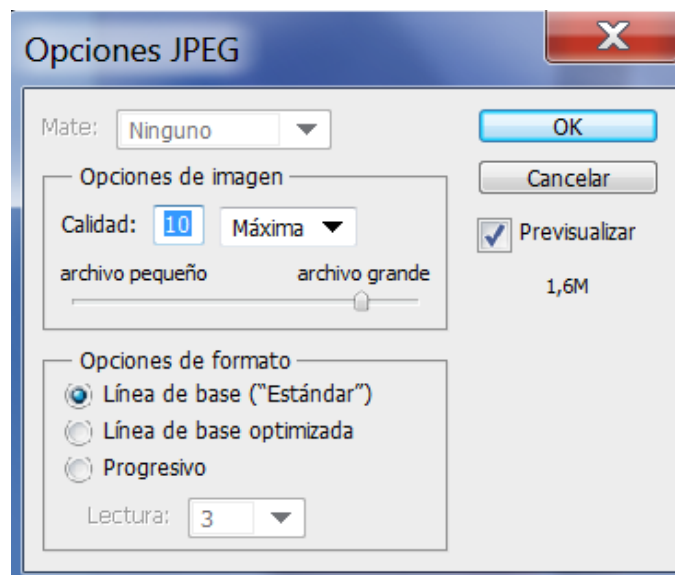 Opciones JPEG
Mate: Ninguno
OK
Opciones de imagen
Cancelar
Calidad: 10 Máxima
Previsualizar
archivo pequeño archivo grande
1,6M
Opciones de formato
Línea de base (“Estándar”)
Línea de base optimizada
Progresivo
Lectura: 3